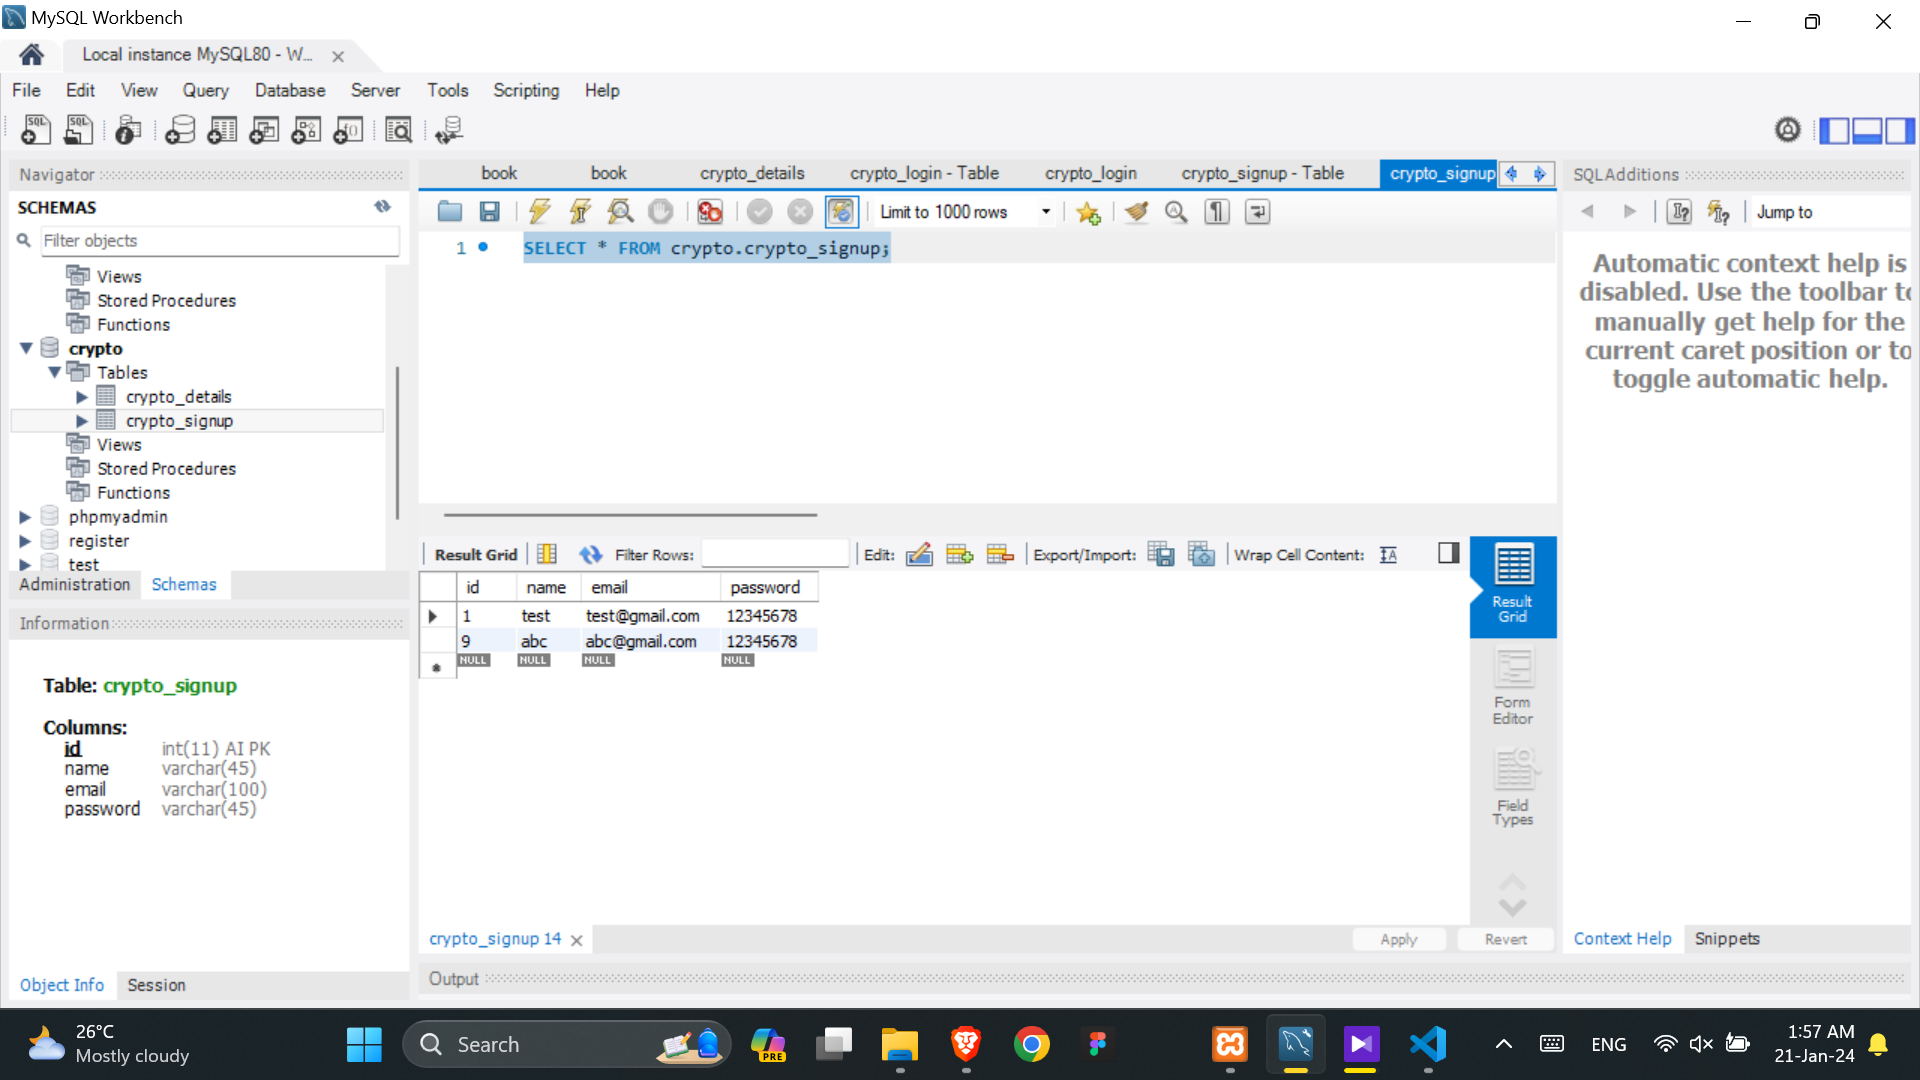 MySQL Workbench
Local instance MySQL80 - W...
File Edit View Query Database Server Tools Scripting Help
Navigator
SCHEMAS
Filter objects
Views
Stored Procedures
Functions
crypto
Tables
crypto_details
crypto_signup
Views
Stored Procedures
Functions
phpmyadmin
register
test
Administration Schemas
Information
Table: crypto_signup
Columns:
id int(11) AI PK
name varchar(45)
email varchar(100)
password varchar(45)
Object Info Session
book book crypto_details crypto_login - Table crypto_login crypto_signup - Table crypto_signup
Limit to 1000 rows
1 SELECT * FROM crypto.crypto_signup;
Result Grid Filter Rows: Edit: Export/Import: Wrap Cell Content:
id name email password
1 test test@gmail.com 12345678
9 abc abc@gmail.com 12345678
NULL NULL NULL NULL
Result
Grid
Form
Editor
Field
Types
crypto_signup 14
Apply Revert
Output
SQLAdditions
Jump to
Automatic context help is
disabled. Use the toolbar to
manually get help for the
current caret position or to
toggle automatic help.
Context Help Snippets
26°C
Mostly cloudy
Search
PRE
ENG
1:57 AM
21-Jan-24